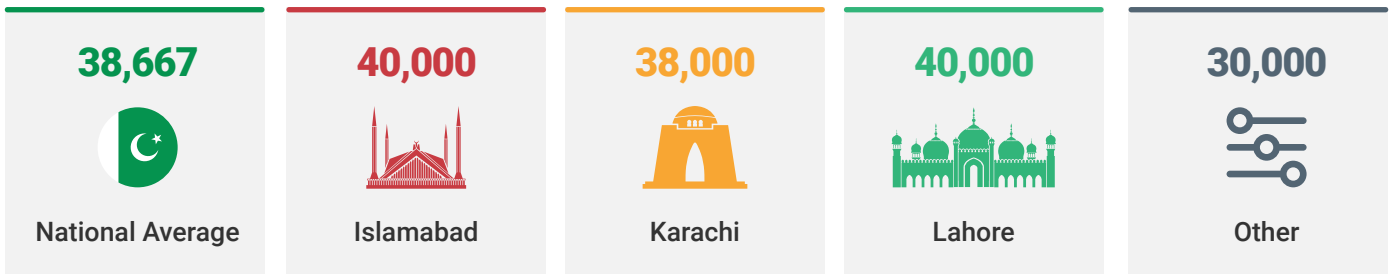 38,667
National Average
40,000
Islamabad
38,000
Karachi
40,000
Lahore
30,000
Other